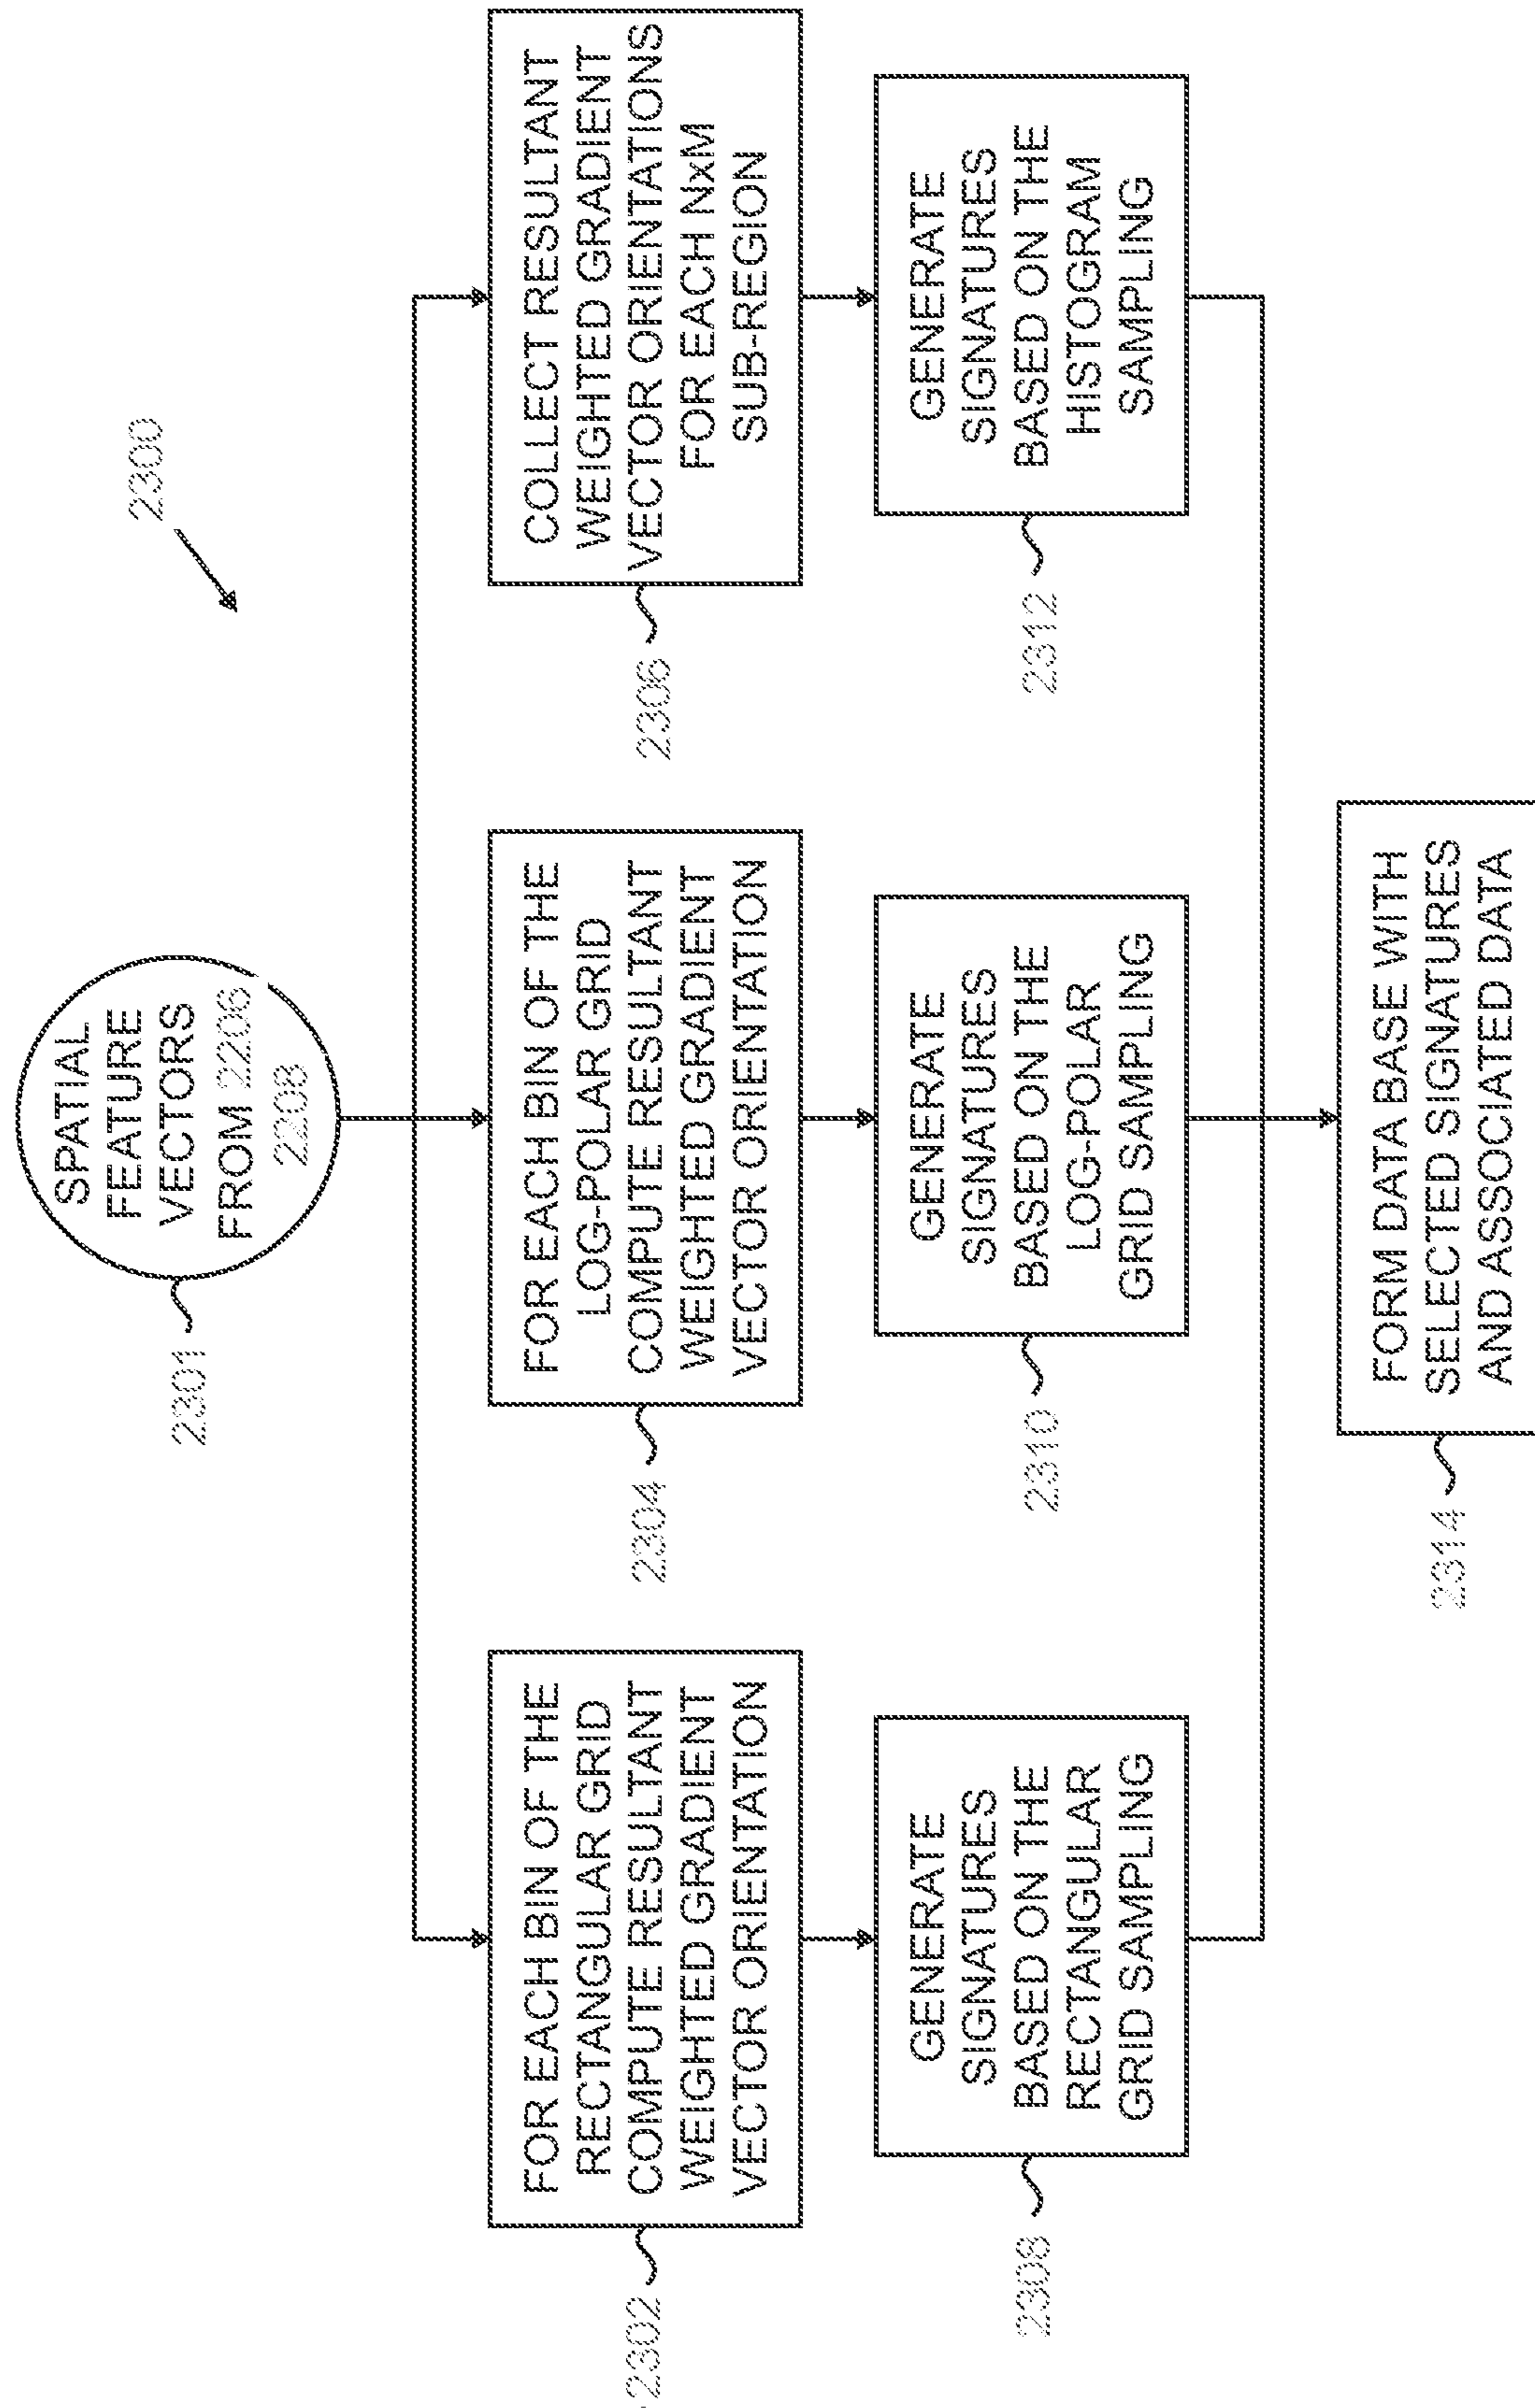 2300
SPATIAL
FEATURE
VECTORS
FROM 2206
2208
2301
FOR EACH BIN OF THE
RECTANGULAR GRID
COMPUTE RESULTANT
WEIGHTED GRADIENT
VECTOR ORIENTATION
2302
FOR EACH BIN OF THE
LOG-POLAR GRID
COMPUTE RESULTANT
WEIGHTED GRADIENT
VECTOR ORIENTATION
2304
COLLECT RESULTANT
WEIGHTED GRADIENT
VECTOR ORIENTATIONS
FOR EACH NxM
SUB-REGION
2306
GENERATE
SIGNATURES
BASED ON THE
RECTANGULAR
GRID SAMPLING
2308
GENERATE
SIGNATURES
BASED ON THE
LOG-POLAR
GRID SAMPLING
2310
GENERATE
SIGNATURES
BASED ON THE
HISTOGRAM
SAMPLING
2312
FORM DATA BASE WITH
SELECTED SIGNATURES
AND ASSOCIATED DATA
2314